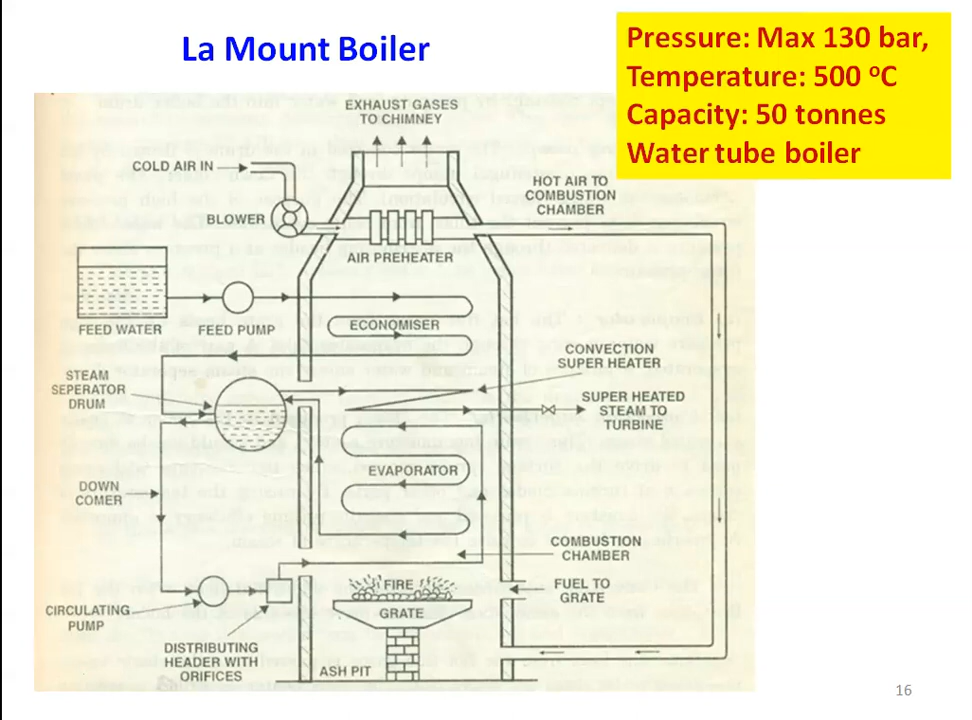 La Mount Boiler
Pressure: Max 130 bar,
Temperature: 500 ᵒC
Capacity: 50 tonnes
Water tube boiler
EXHAUST GASES
TO CHIMNEY
COLD AIR IN
HOT AIR TO
COMBUSTION
CHAMBER
BLOWER
AIR PREHEATER
FEED WATER
FEED PUMP
ECONOMISER
CONVECTION
SUPER HEATER
STEAM
SEPERATOR
DRUM
SUPER HEATED
STEAM TO
TURBINE
EVAPORATOR
DOWN
COMER
COMBUSTION
CHAMBER
FIRE
FUEL TO
GRATE
CIRCULATING
PUMP
GRATE
DISTRIBUTING
HEADER WITH
ORIFICES
ASH PIT
16